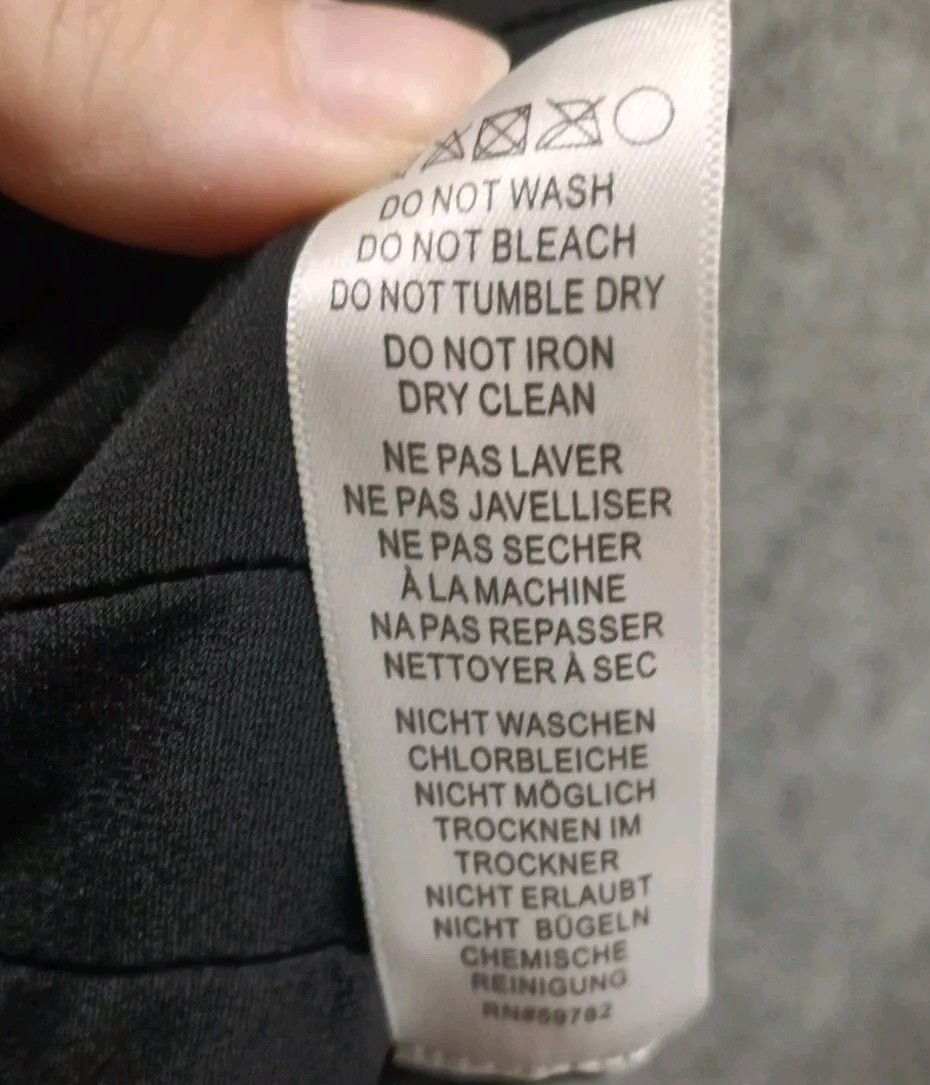 DO NOT WASH
DO NOT BLEACH
DO NOT TUMBLE DRY
DO NOT IRON
DRY CLEAN
NE PAS LAVER
NE PAS JAVELLISER
NE PAS SECHER
À LA MACHINE
NA PAS REPASSER
NETTOYER À SEC
NICHT WASCHEN
CHLORBLEICHE
NICHT MÖGLICH
TROCKNEN IM
TROCKNER
NICHT ERLAUBT
NICHT BÜGELN
CHEMISCHE
REINIGUNG
RN#59782